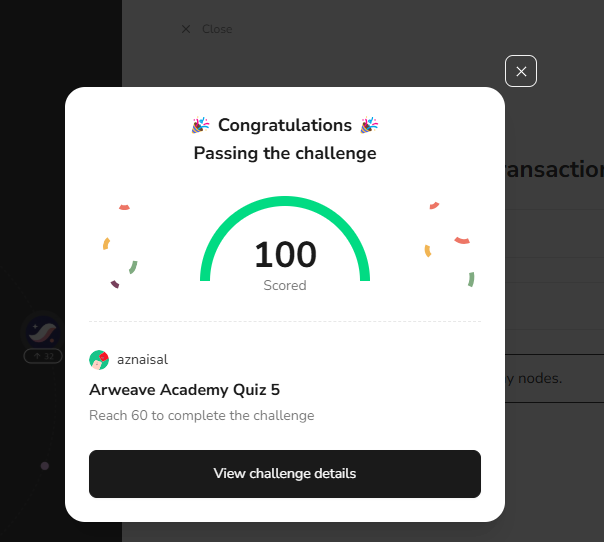 Close
Congratulations
Passing the challenge
ansaction
100
Scored
y nodes.
32
aznaisal
Arweave Academy Quiz 5
Reach 60 to complete the challenge
View challenge details